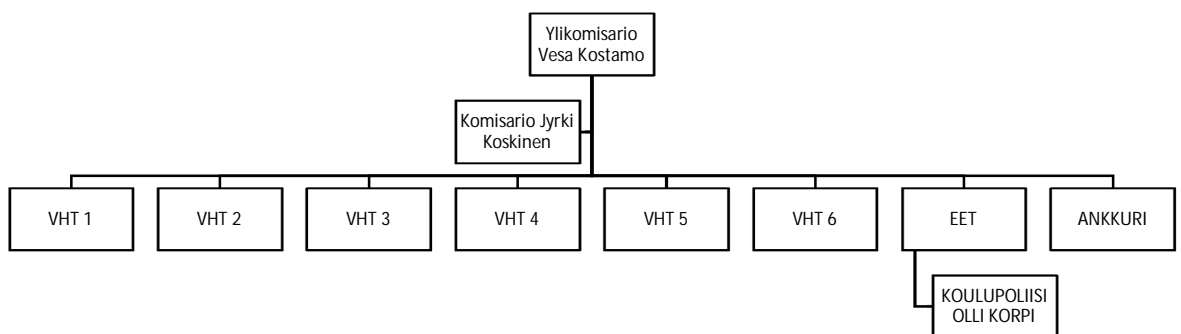 Ylikomisario
Vesa Kostamo
Komisario Jyrki
Koskinen
VHT 1
VHT 2
VHT 3
VHT 4
VHT 5
VHT 6
EET
ANKKURI
KOULUPOLIISI
OLLI KORPI